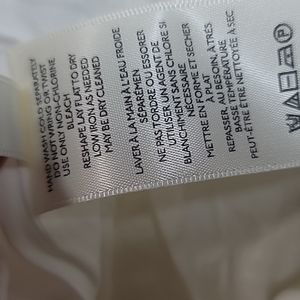 HAND WASH COLD SEPARATELY
DO NOT WRING OR TWIST
USE ONLY NON-CHLORINE
BLEACH
RESHAPE LAY FLAT TO DRY
LOW IRON AS NEEDED
MAY BE DRY CLEANED
LAVER À LA MAIN À L'EAU FROIDE
SÉPARÉMEN
NE PAS TORDRE OU ESSORER
UTILISER UN AGENT DE
BLANCHIMENT SANS CHLORE SI
NÉCESSAIRE
METTRE EN FORME ET SÉCHER
À PLAT
REPASSER AU BESOIN, À TRÈS
BASSE TEMPÉRATURE
PEUT-ÊTRE ÊTRE NETTOYÉE À SEC
P